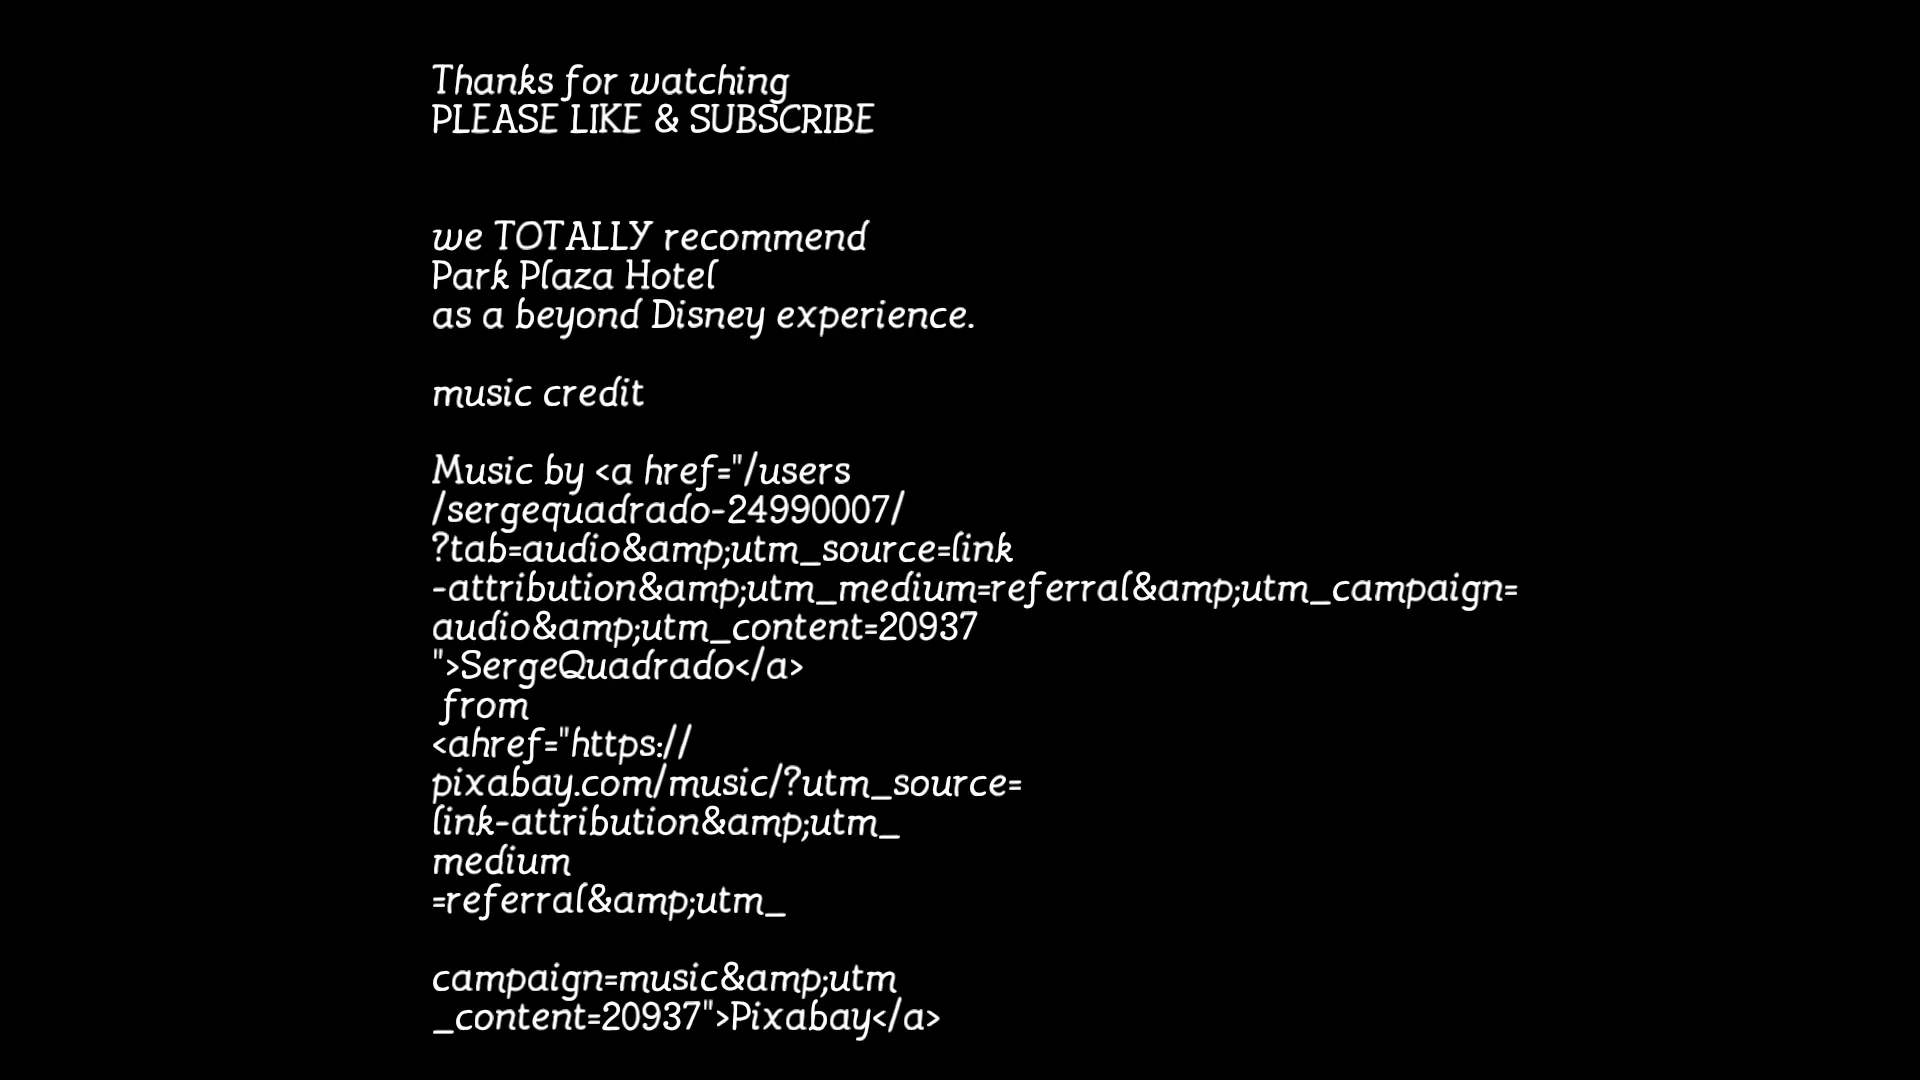 Thanks for watching
PLEASE LIKE & SUBSCRIBE
we TOTALLY recommend
Park Plaza Hotel
as a beyond Disney experience.
music credit
Music by <a href="/users
/sergequadrado-24990007/
?tab=audio&amp;utm_source=link
-attribution&amp;utm_medium=referral&amp;utm_campaign=
audio&amp;utm_content=20937
">SergeQuadrado</a>
from
<ahref="https://
pixabay.com/music/?utm_source=
link-attribution&amp;utm_
medium
=referral&amp;utm_
campaign=music&amp;utm
_content=20937">Pixabay</a>